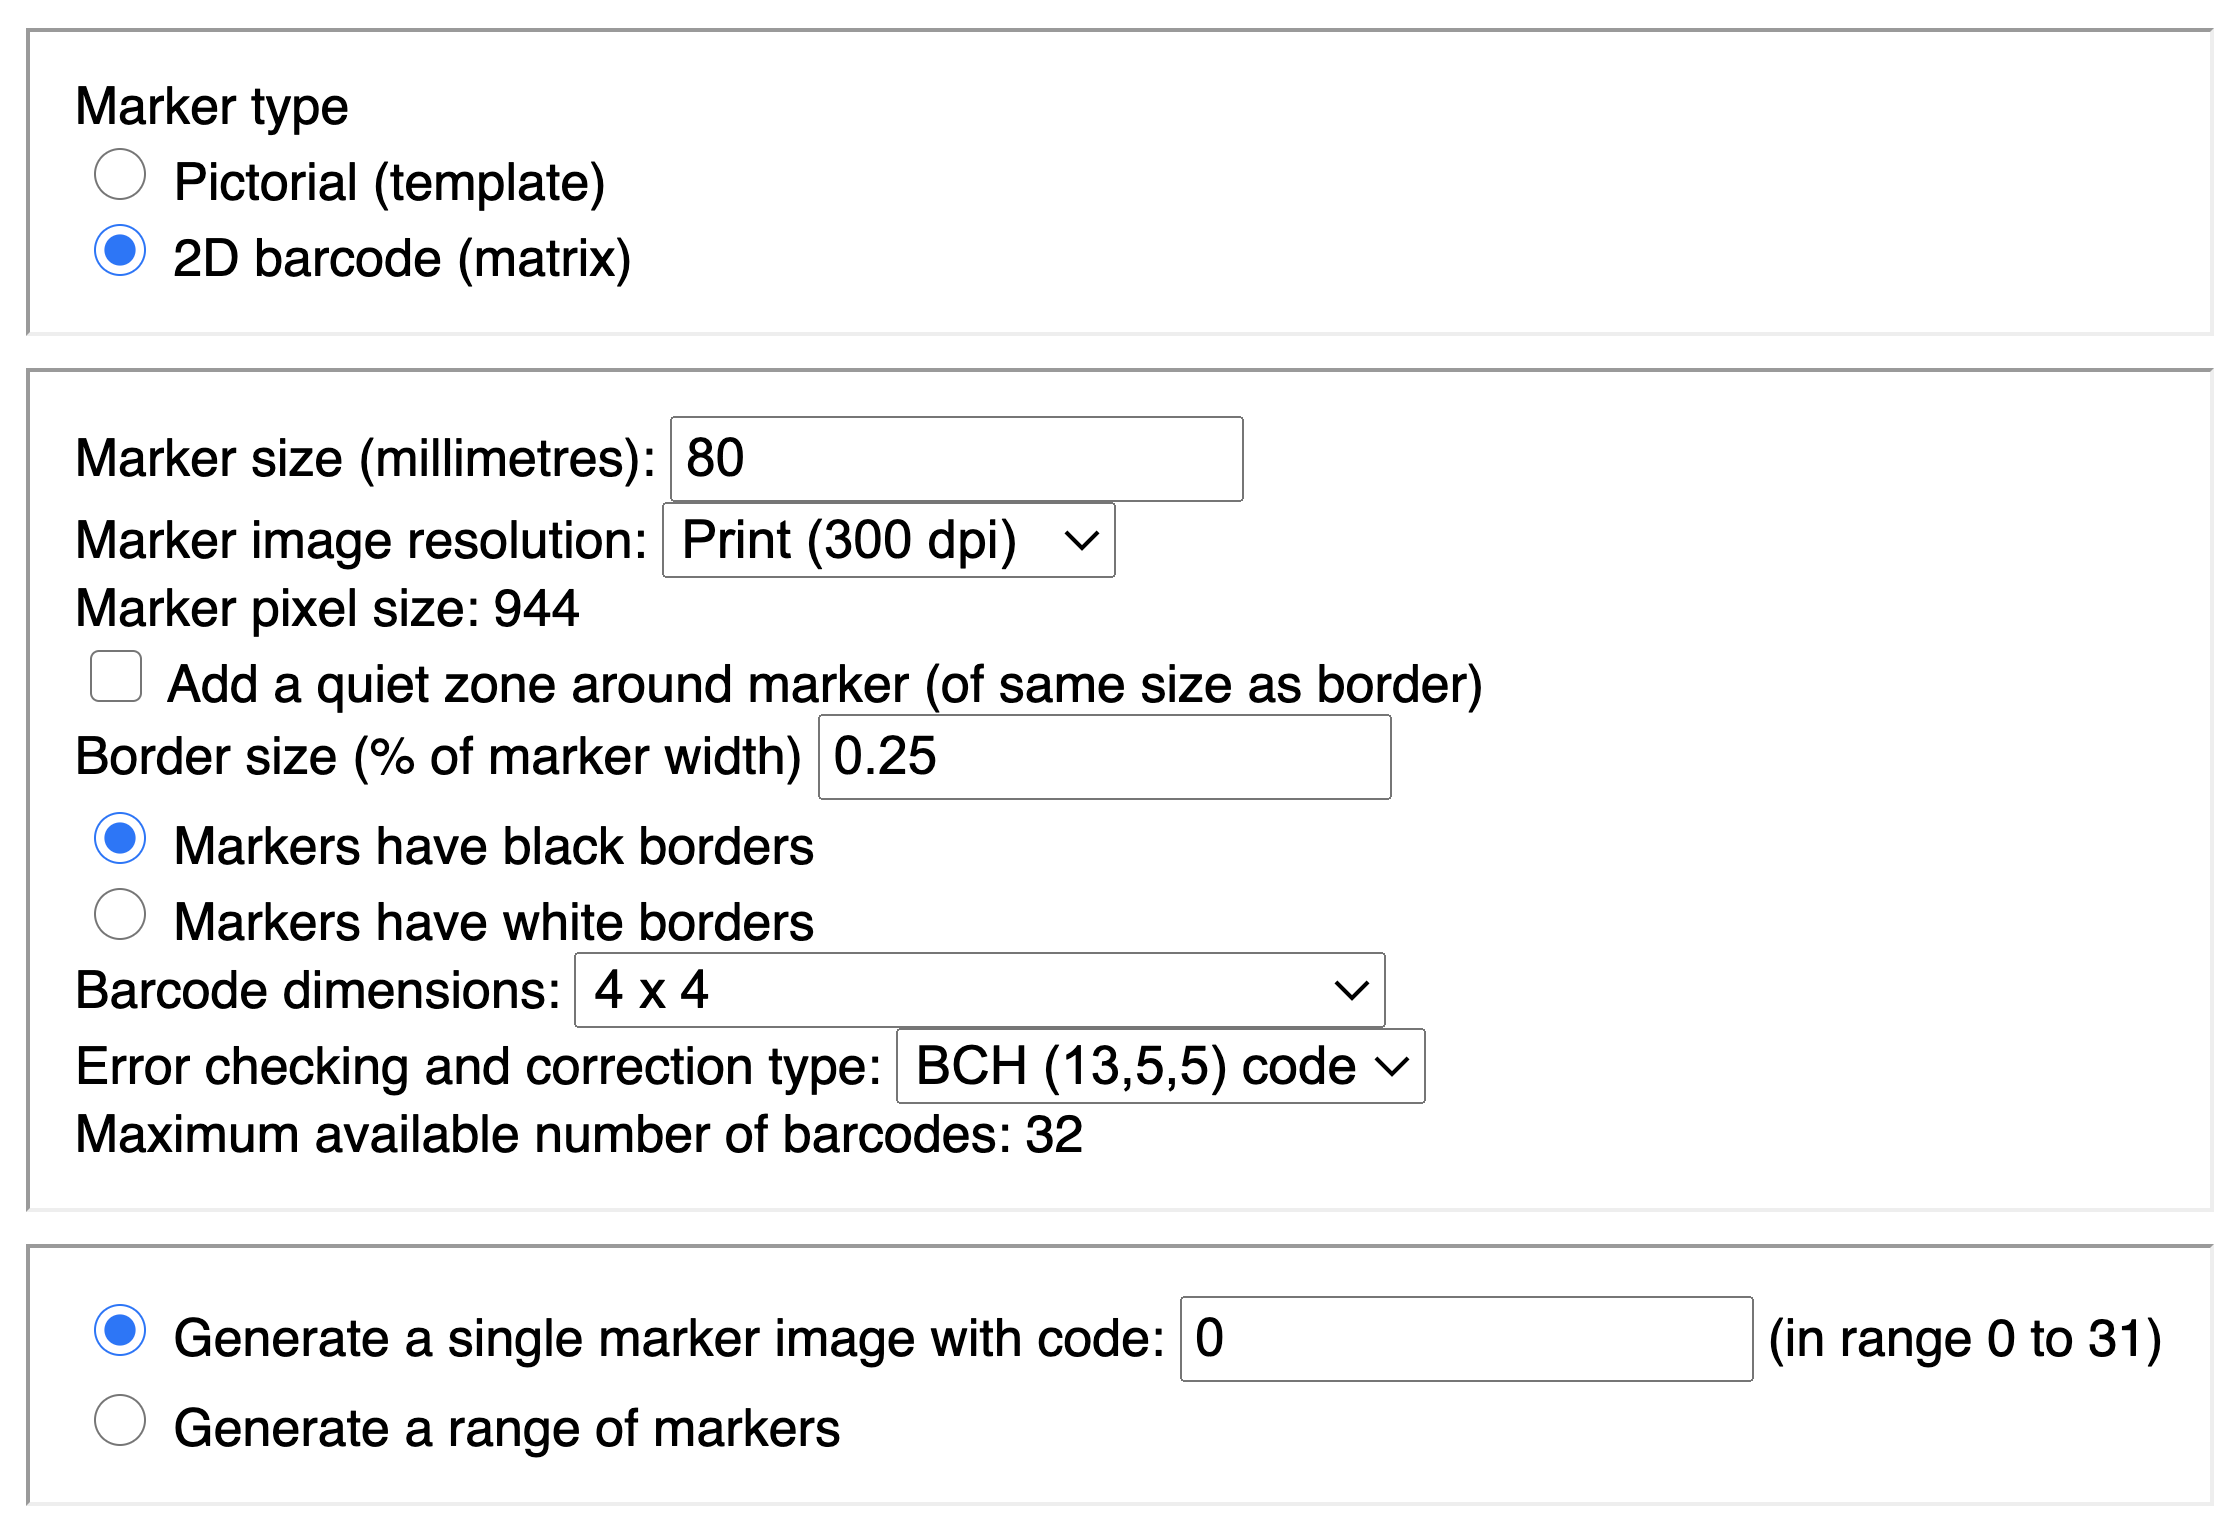 Marker type
Pictorial (template)
2D barcode (matrix)
Marker size (millimetres): 80
Marker image resolution: Print (300 dpi)
Marker pixel size: 944
Add a quiet zone around marker (of same size as border)
Border size (% of marker width) 0.25
Markers have black borders
Markers have white borders
Barcode dimensions: 4 x 4
Error checking and correction type: BCH (13,5,5) code
Maximum available number of barcodes: 32
Generate a single marker image with code: 0 (in range 0 to 31)
Generate a range of markers